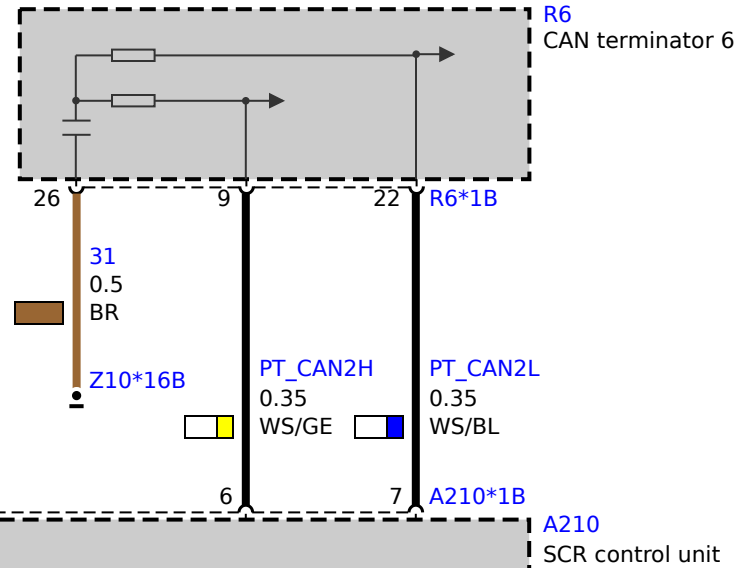 R6
CAN terminator 6
26
9
22
R6*1B
31
0.5
BR
Z10*16B
PT_CAN2H
0.35
WS/GE
PT_CAN2L
0.35
WS/BL
6
7
A210*1B
A210
SCR control unit